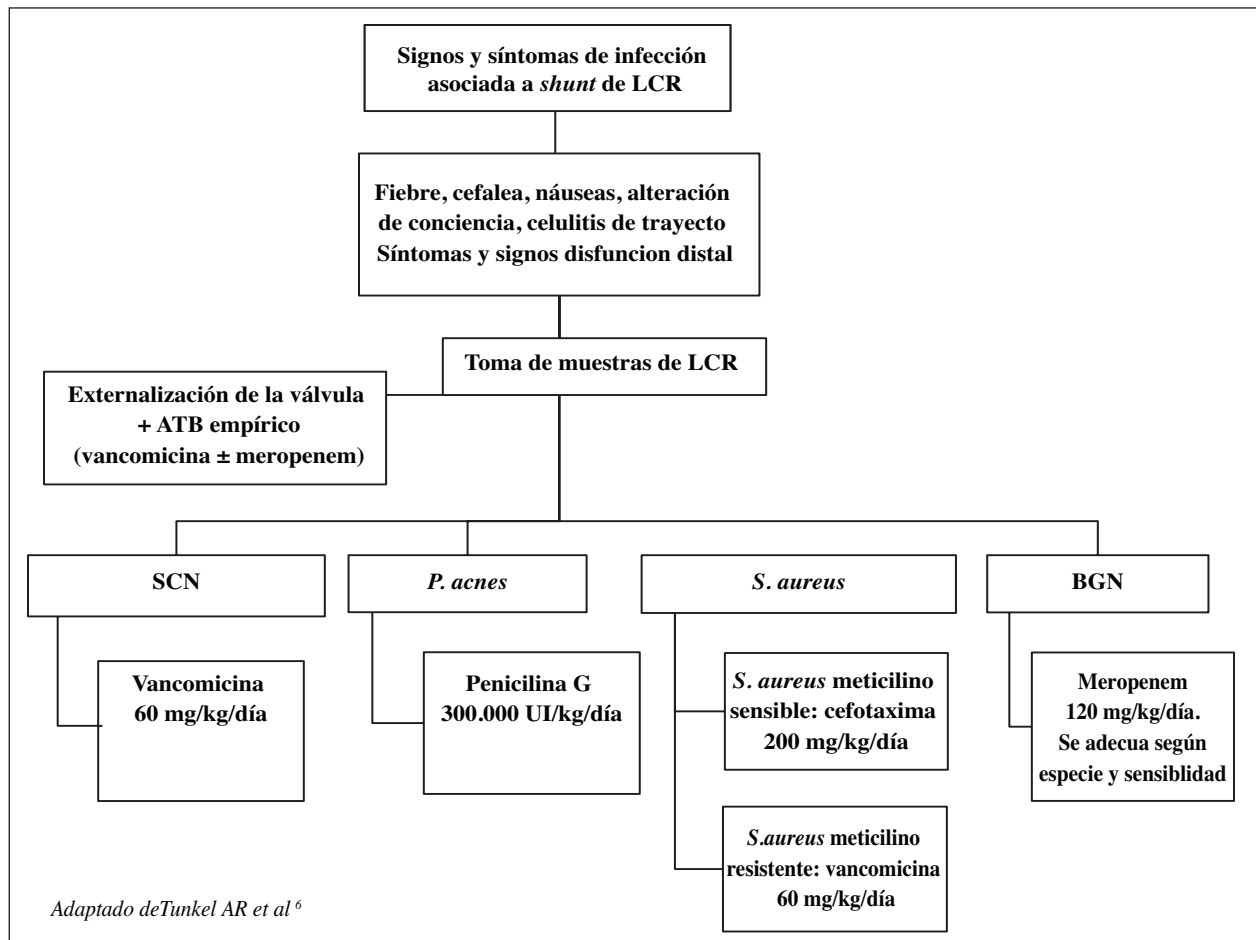 Signos y síntomas de infección
asociada a shunt de LCR
Fiebre, cefalea, náuseas, alteración
de conciencia, celulitis de trayecto
Síntomas y signos disfuncion distal
Toma de muestras de LCR
Externalización de la válvula
+ ATB empírico
(vancomicina ± meropenem)
SCN
P. acnes
S. aureus
BGN
Vancomicina
60 mg/kg/día
Penicilina G
300.000 UI/kg/día
S. aureus meticilino
sensible: cefotaxima
200 mg/kg/día
Meropenem
120 mg/kg/día.
Se adecua según
especie y sensiblidad
S.aureus meticilino
resistente: vancomicina
60 mg/kg/día
Adaptado deTunkel AR et al 6